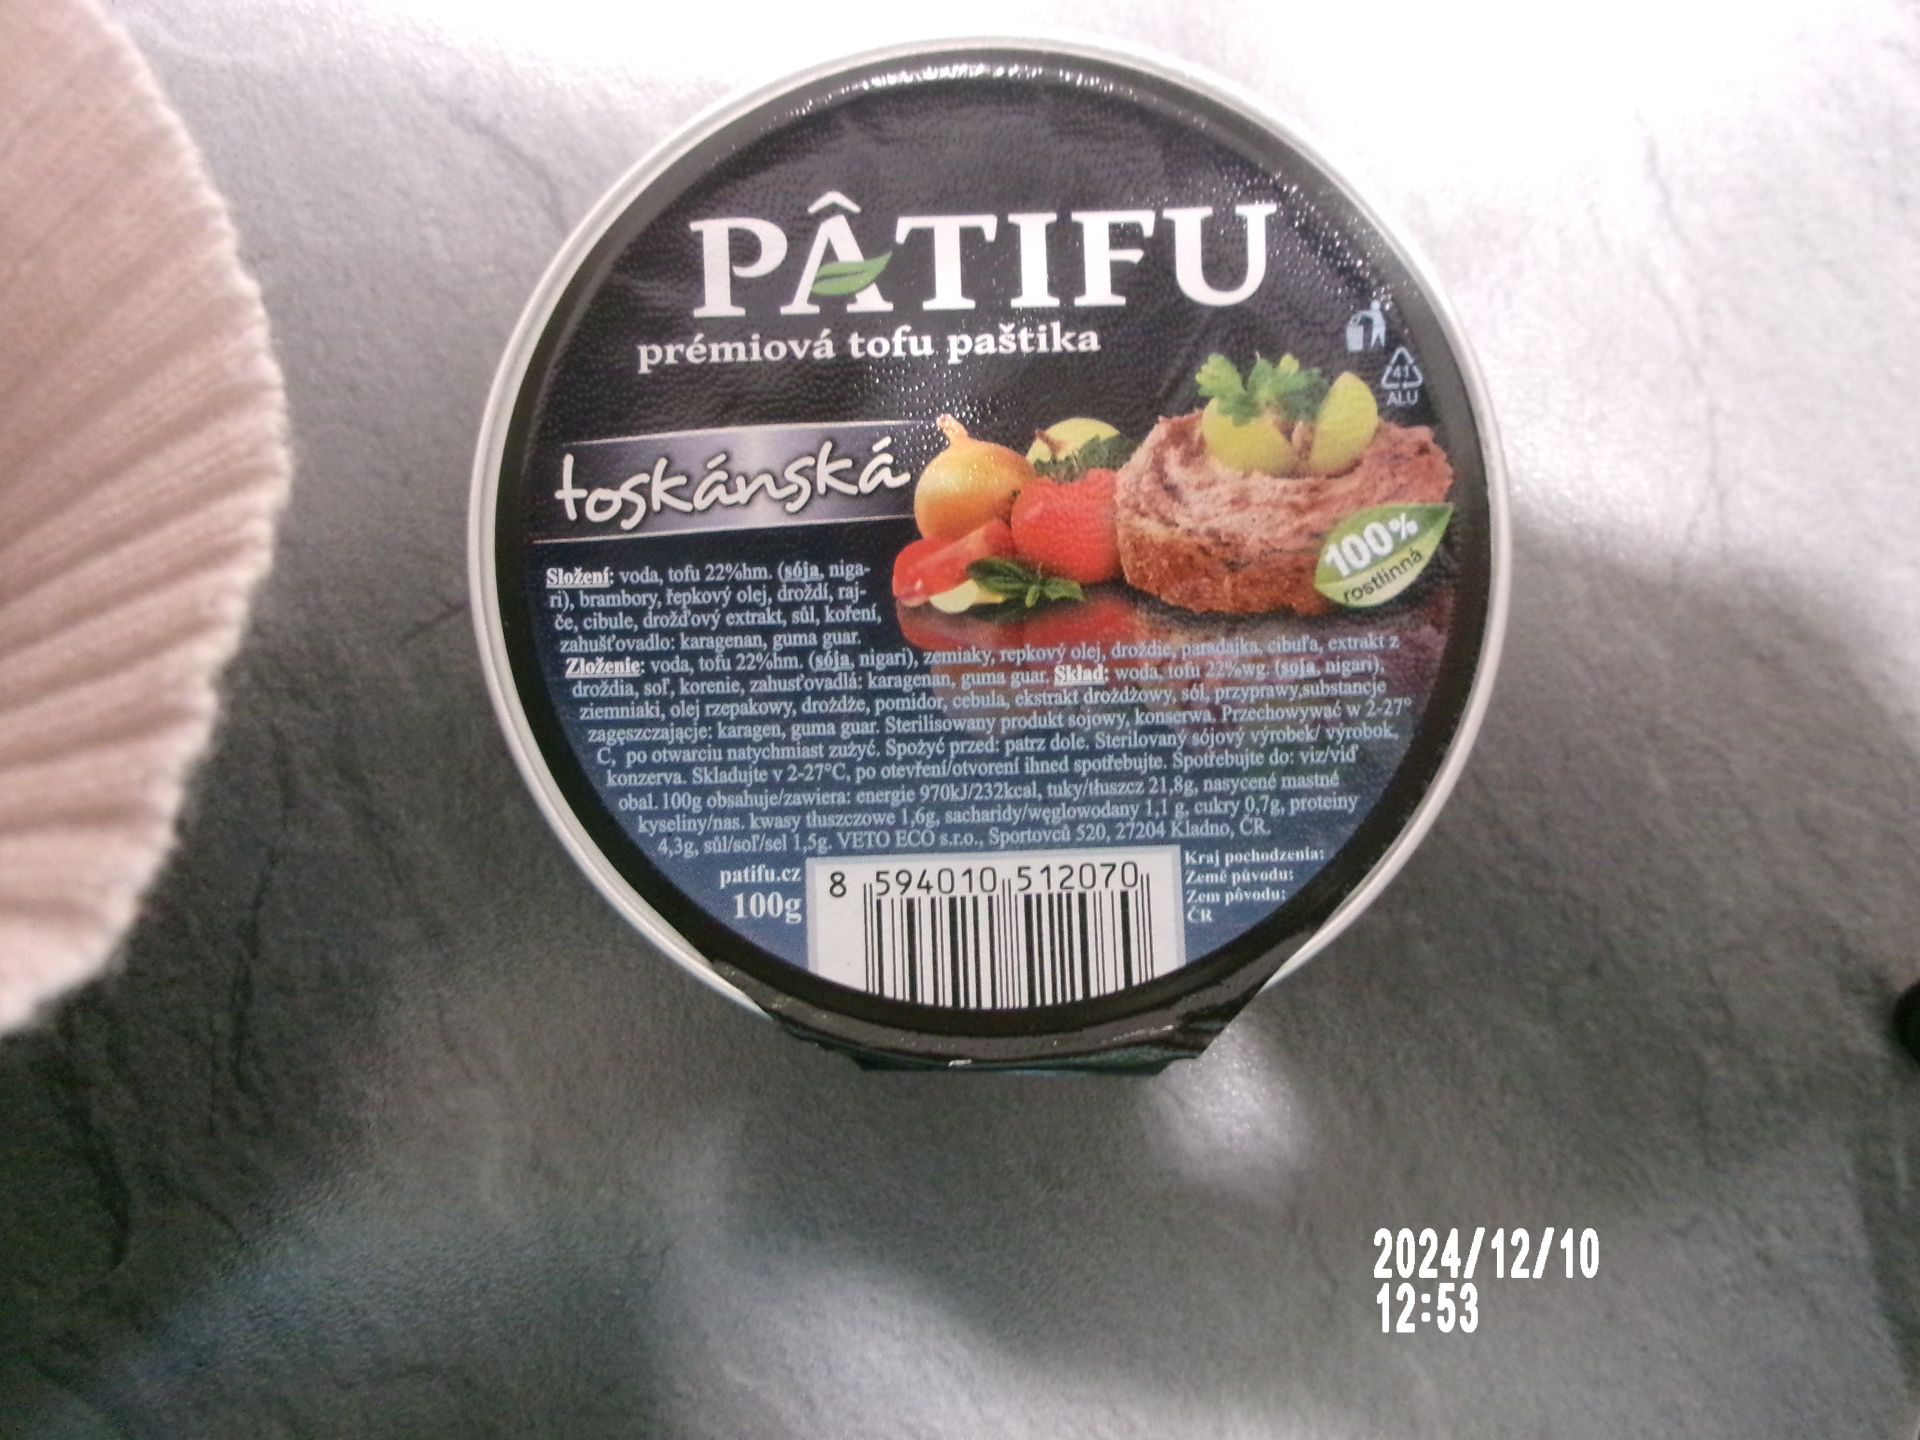 PÂTIFU
prémiová tofu paštika
41
ALU
toskánská
100%
rostlinná
Složení: voda, tofu 22%hm. (sója, niga-
ri), brambory, řepkový olej, droždí, raj-
če, cibule, drožďový extrakt, sůl, koření,
zahušťovadlo: karagenan, guma guar.
Zloženie: voda, tofu 22%hm. (sója, nigari), zemiaky, repkový olej, droždie, paradajka, cibuľa, extrakt z
droždia, soľ, korenie, zahusťovadlá: karagenan, guma guar. Skład: woda, tofu 22%wg. (soja, nigari),
ziemniaki, olej rzepakowy, drożdże, pomidor, cebula, ekstrakt drożdżowy, sól, przyprawy,substancje
zagęszczające: karagen, guma guar. Sterilisowany produkt sojowy, konserwa. Przechowywać w 2-27°
C, po otwarciu natychmiast zużyć. Spożyć przed: patrz dole. Sterilovaný sójový výrobek/ výrobok,
konzerva. Skladujte v 2-27°C, po otevření/otvorení ihned spotřebujte. Spotřebujte do: viz/viď
obal. 100g obsahuje/zawiera: energie 970kJ/232kcal, tuky/tłuszcz 21,8g, nasycené mastné
kyseliny/nas. kwasy tłuszczowe 1,6g, sacharidy/węglowodany 1,1 g, cukry 0,7g, proteiny
4,3g, sůl/soľ/sel 1,5g. VETO ECO s.r.o., Sportovců 520, 27204 Kladno, ČR.
patifu.cz
100g
8 594010 512070
Kraj pochodzenia:
Země původu:
Zem pôvodu:
ČR
2024/12/10
12:53